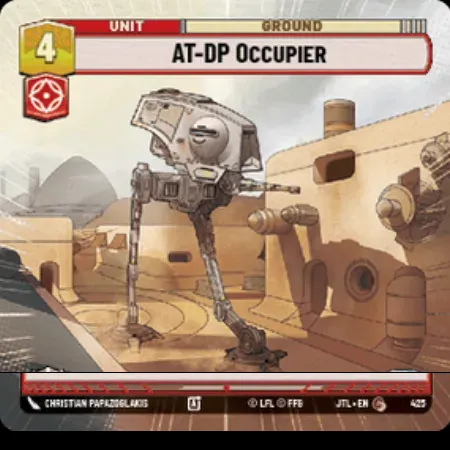 UNIT
GROUND
4
AT-DP OCCUPIER
CHRISTIAN PAPAZOGLAKIS
© LFL © FFG
JTL • EN
425